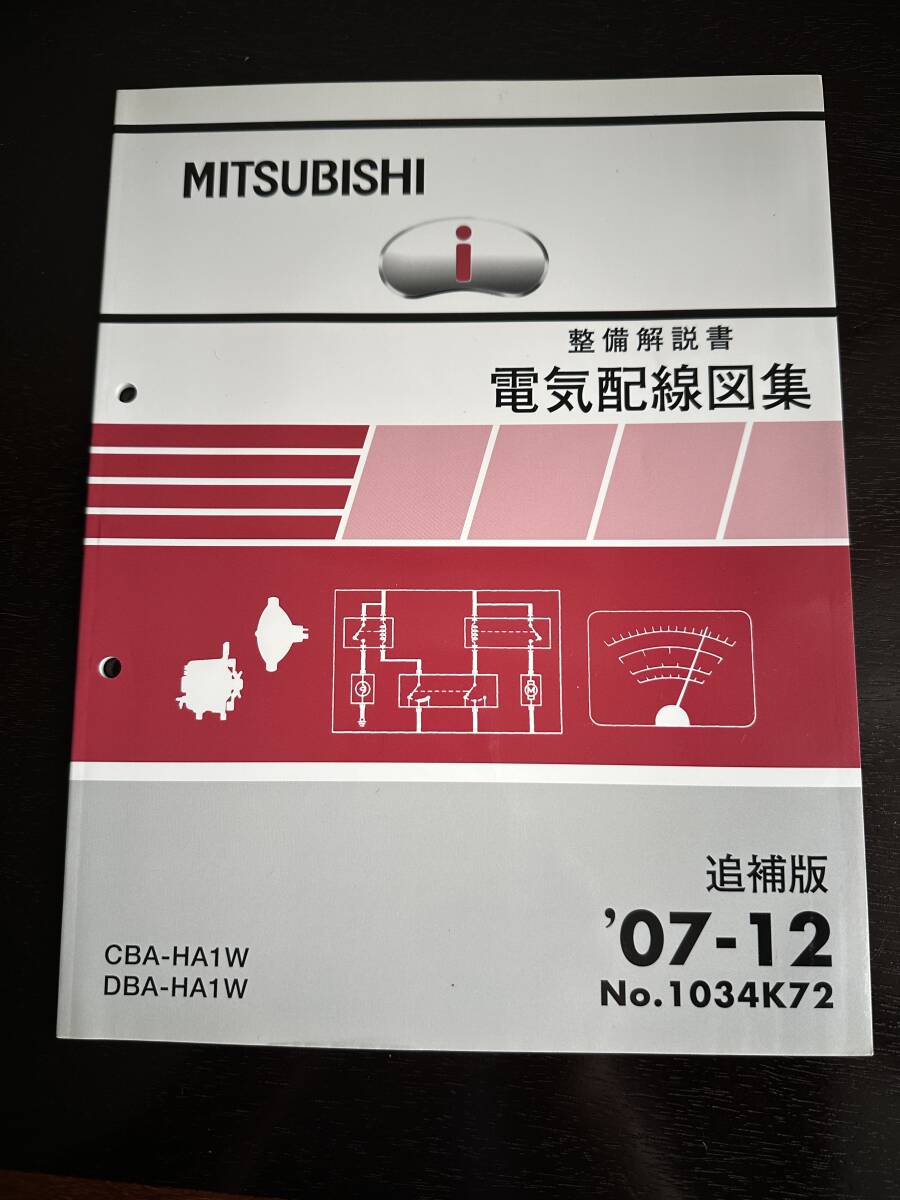 MITSUBISHI
i
整備解説書
電気配線図集
M
追補版
'07-12
No.1034K72
CBA-HA1W
DBA-HA1W